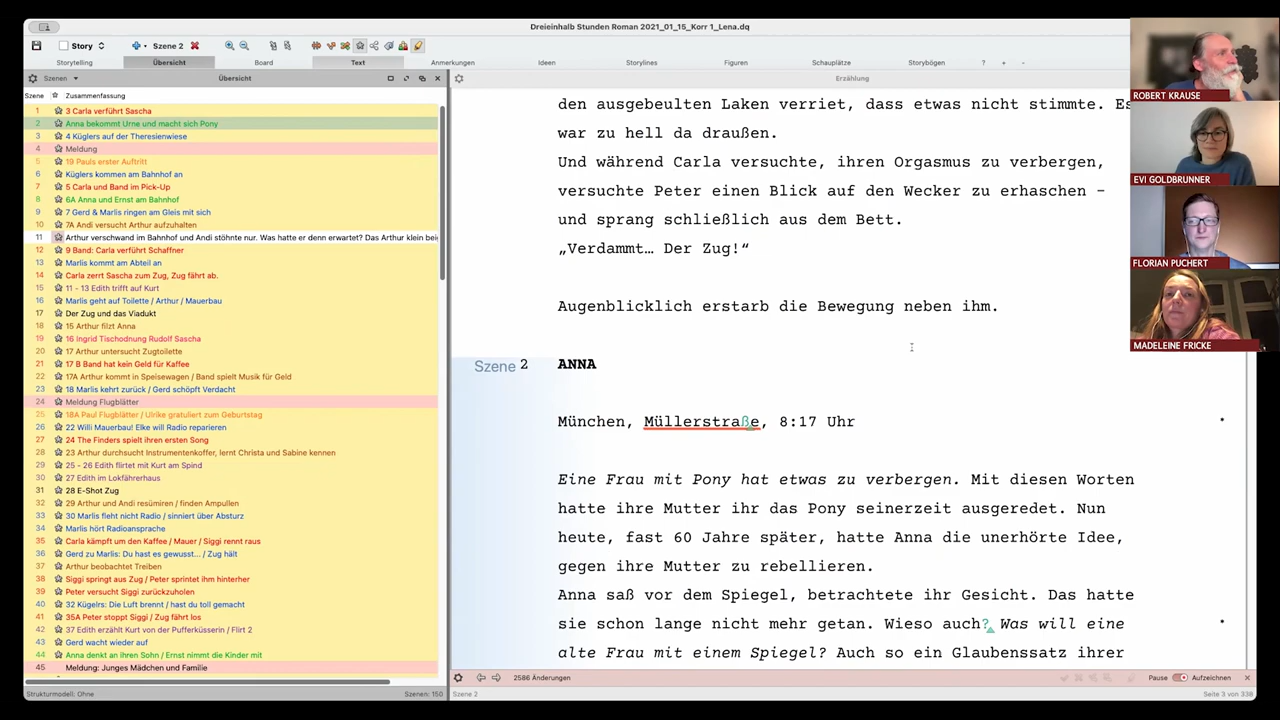 Dreieinhalb Stunden Roman 2021_01_15_Korr 1_Lena.dq
Story Szene 2
Storytelling Übersicht Board Text Anmerkungen Ideen Storylines Figuren Schauplätze Storybögen ? + -
Szenen Übersicht Erzählung
Szene Zusammenfassung
1 3 Carla verführt Sascha
2 Anna bekommt Urne und macht sich Pony
3 4 Küglers auf der Theresienwiese
4 Meldung
5 19 Pauls erster Auftritt
6 Küglers kommen am Bahnhof an
7 5 Carla und Band im Pick-Up
8 6A Anna und Ernst am Bahnhof
9 7 Gerd & Marlis ringen am Gleis mit sich
10 7A Andi versucht Arthur aufzuhalten
11 Arthur verschwand im Bahnhof und Andi stöhnte nur. Was hatte er denn erwartet? Das Arthur klein bei
12 9 Band: Carla verführt Schaffner
13 Marlis kommt am Abteil an
14 Carla zerrt Sascha zum Zug, Zug fährt ab.
15 11 - 13 Edith trifft auf Kurt
16 Marlis geht auf Toilette / Arthur / Mauerbau
17 Der Zug und das Viadukt
18 15 Arthur filzt Anna
19 16 Ingrid Tischodnung Rudolf Sascha
20 17 Arthur untersucht Zugtoilette
21 17 B Band hat kein Geld für Kaffee
22 17A Arthur kommt in Speisewagen / Band spielt Musik für Geld
23 18 Marlis kehrt zurück / Gerd schöpft Verdacht
24 Meldung Flugblätter
25 18A Paul Flugblätter / Ulrike gratuliert zum Geburtstag
26 22 Willi Mauerbau! Elke will Radio reparieren
27 24 The Finders spielt ihren ersten Song
28 23 Arthur durchsucht Instrumentenkoffer, lernt Christa und Sabine kennen
29 25 - 26 Edith flirtet mit Kurt am Spind
30 27 Edith im Lokfahrerhaus
31 28 E-Shot Zug
32 29 Arthur und Andi resümiren / finden Ampullen
33 30 Marlis fleht nicht Radio / sinniert über Absturz
34 Marlis hört Radioansprache
35 Carla kämpft um den Kaffee / Mauer / Siggi rennt raus
36 Gerd zu Marlis: Du hast es gewusst... / Zug hält
37 Arthur beobachtet Treiben
38 Siggi springt aus Zug / Peter sprintet ihm hinterher
39 Peter versucht Siggi zurückzuholen
40 32 Kügelrs: Die Luft brennt / hast du toll gemacht
41 35A Peter stoppt Siggi / Zug fährt los
42 37 Edith erzählt Kurt von der Pufferküsserin / Flirt 2
43 Gerd wacht wieder auf
44 Anna denkt an ihren Sohn / Ernst nimmt die Kinder mit
45 Meldung: Junges Mädchen und Familie
Strukturmodell: Ohne Szenen: 150
den ausgebeulten Laken verriet, dass etwas nicht stimmte. Es
war zu hell da draußen.
Und während Carla versuchte, ihren Orgasmus zu verbergen,
versuchte Peter einen Blick auf den Wecker zu erhaschen -
und sprang schließlich aus dem Bett.
„Verdammt… Der Zug!“
Augenblicklich erstarb die Bewegung neben ihm.
Szene 2 ANNA
München, Müllerstraße, 8:17 Uhr
Eine Frau mit Pony hat etwas zu verbergen. Mit diesen Worten
hatte ihre Mutter ihr das Pony seinerzeit ausgeredet. Nun
heute, fast 60 Jahre später, hatte Anna die unerhörte Idee,
gegen ihre Mutter zu rebellieren.
Anna saß vor dem Spiegel, betrachtete ihr Gesicht. Das hatte
sie schon lange nicht mehr getan. Wieso auch? Was will eine
alte Frau mit einem Spiegel? Auch so ein Glaubenssatz ihrer
2586 Änderungen Pause Aufzeichnen
Szene 2 Seite 3 von 338
ROBERT KRAUSE
EVI GOLDBRUNNER
FLORIAN PUCHERT
MADELEINE FRICKE